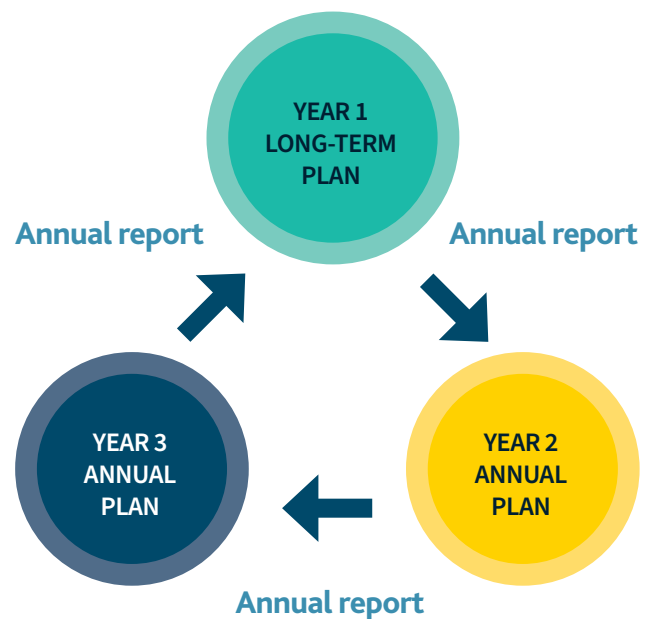 YEAR 1
LONG-TERM
PLAN
Annual report
Annual report
YEAR 3
ANNUAL
PLAN
YEAR 2
ANNUAL
PLAN
Annual report